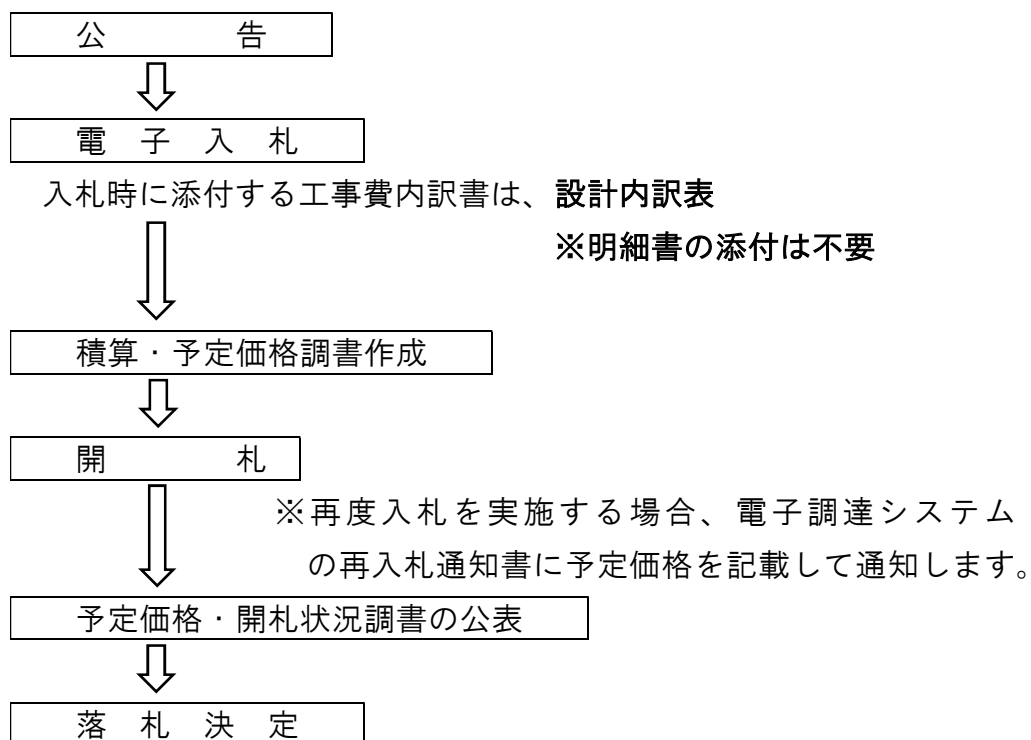 公　　　　告
電　子　入　札
入札時に添付する工事費内訳書は、設計内訳表
※明細書の添付は不要
積算・予定価格調書作成
開　　　　札
※再度入札を実施する場合、電子調達システム
の再入札通知書に予定価格を記載して通知します。
予定価格・開札状況調書の公表
落　札　決　定